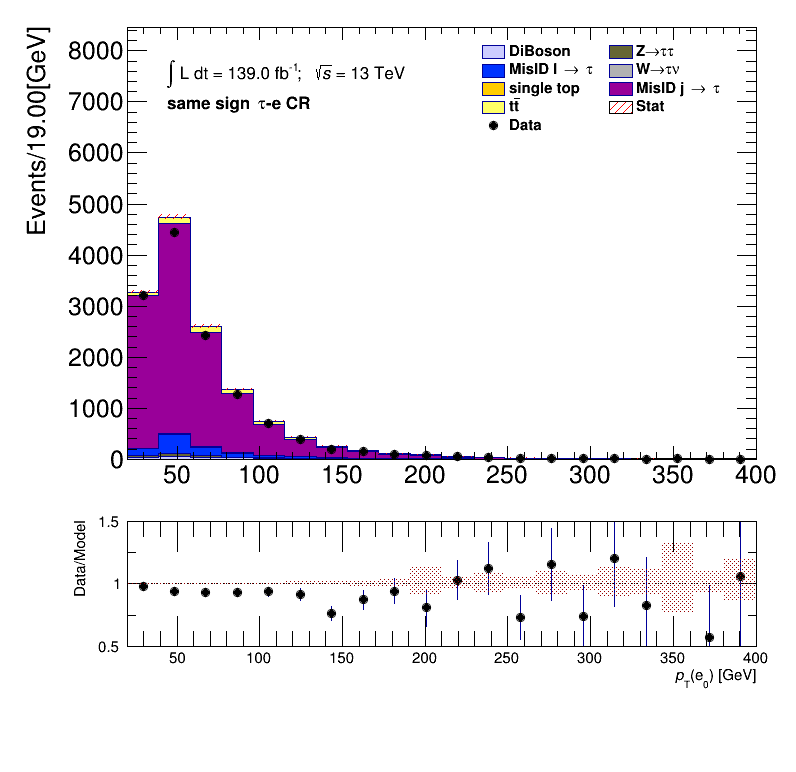 Events/19.00[GeV]
8000
7000
6000
5000
4000
3000
2000
1000
0
∫ L dt = 139.0 fb⁻¹; √s = 13 TeV
same sign τ-e CR
DiBoson
Z→ττ
MisID l → τ
W→τν
single top
MisID j → τ
tt̄
Stat
Data
50 100 150 200 250 300 350 400
Data/Model
1.5
1
0.5
50 100 150 200 250 300 350 400
p_T(e_0) [GeV]